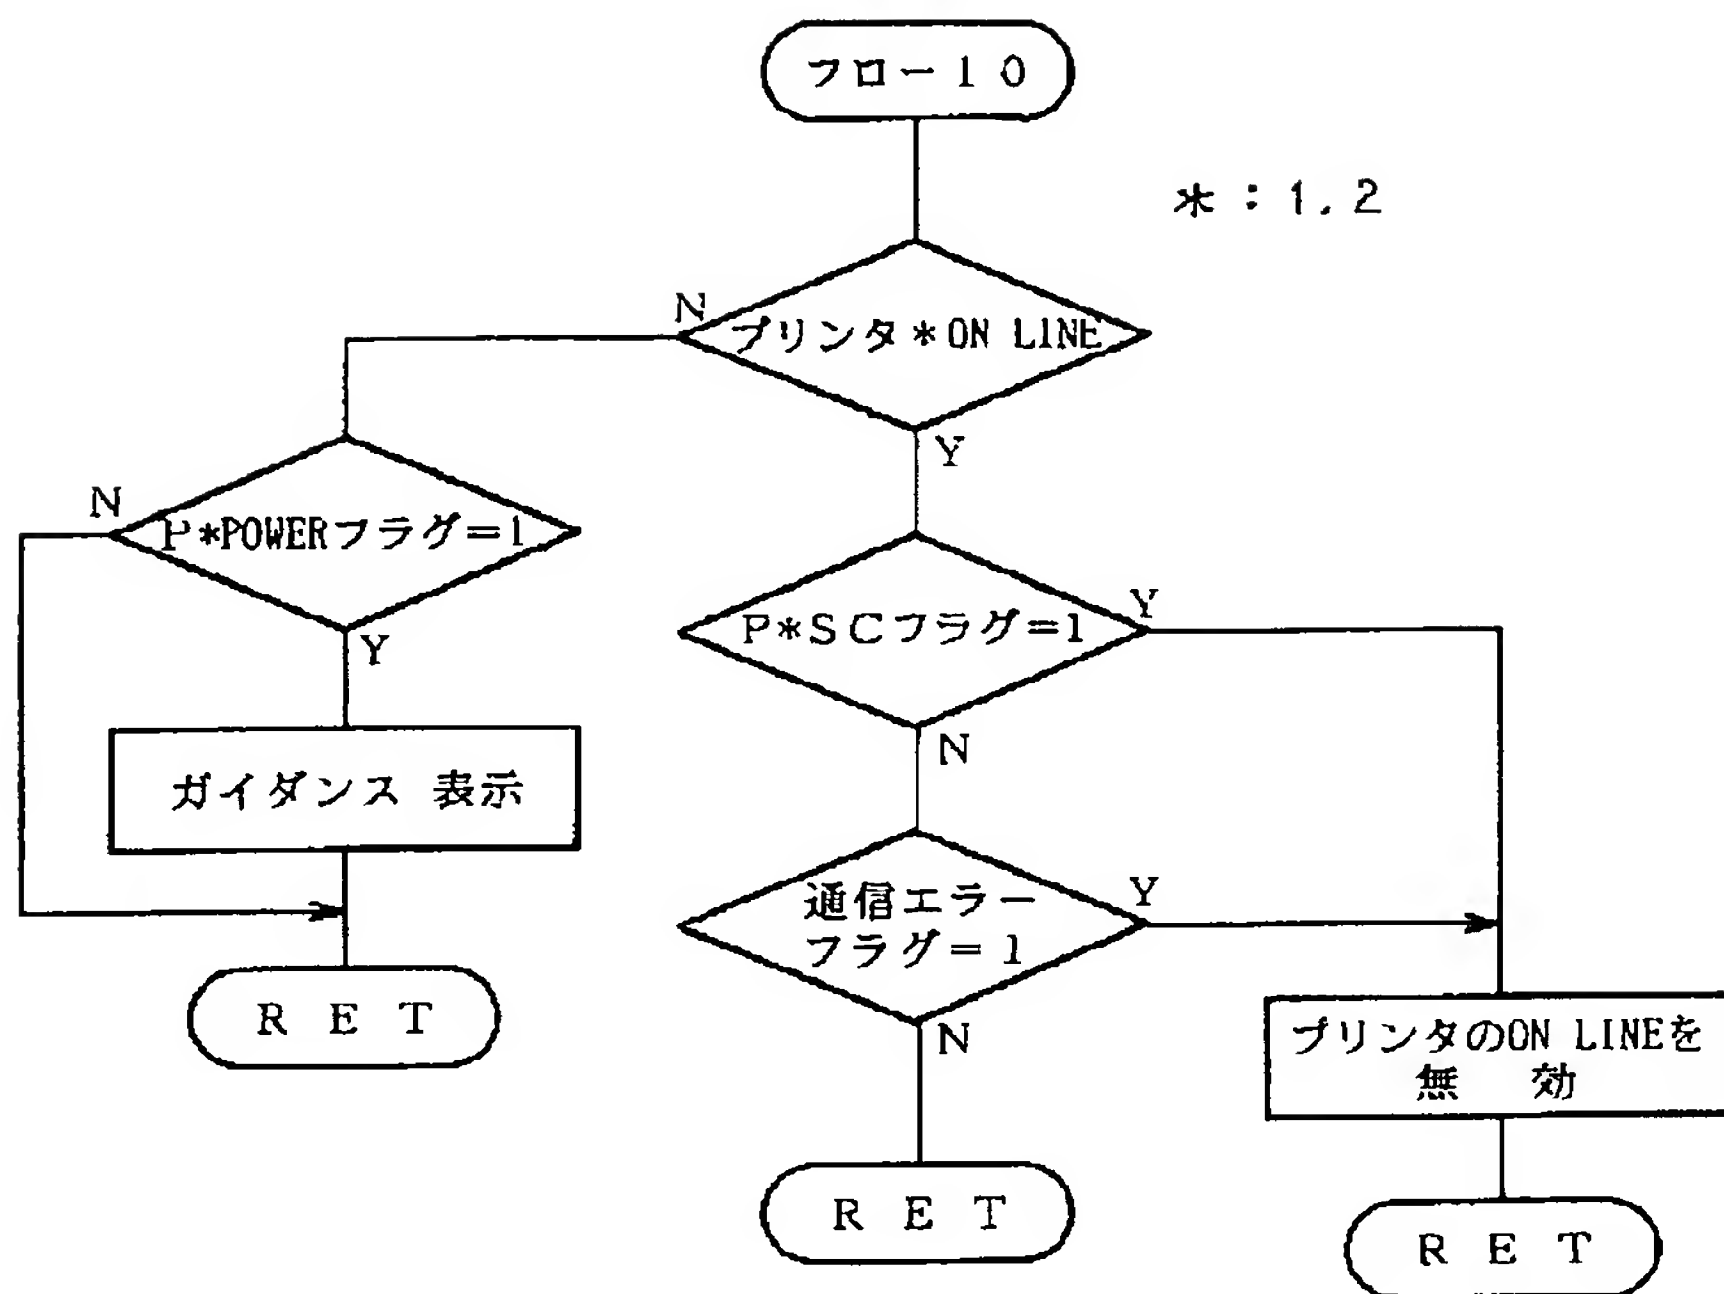 フロー10
*:1.2
N
プリンタ*ON LINE
Y
N
P*POWERフラグ=1
Y
P*SCフラグ=1
Y
N
ガイダンス 表示
通信エラー
フラグ=1
Y
N
RET
プリンタのON LINEを
無 効
RET
RET